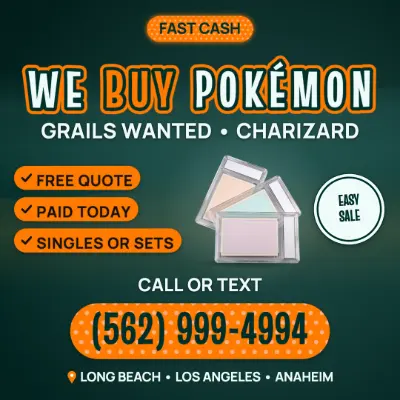 FAST CASH
WE BUY POKÉMON
GRAILS WANTED • CHARIZARD
FREE QUOTE
PAID TODAY
SINGLES OR SETS
EASY
SALE
CALL OR TEXT
(562) 999-4994
LONG BEACH • LOS ANGELES • ANAHEIM